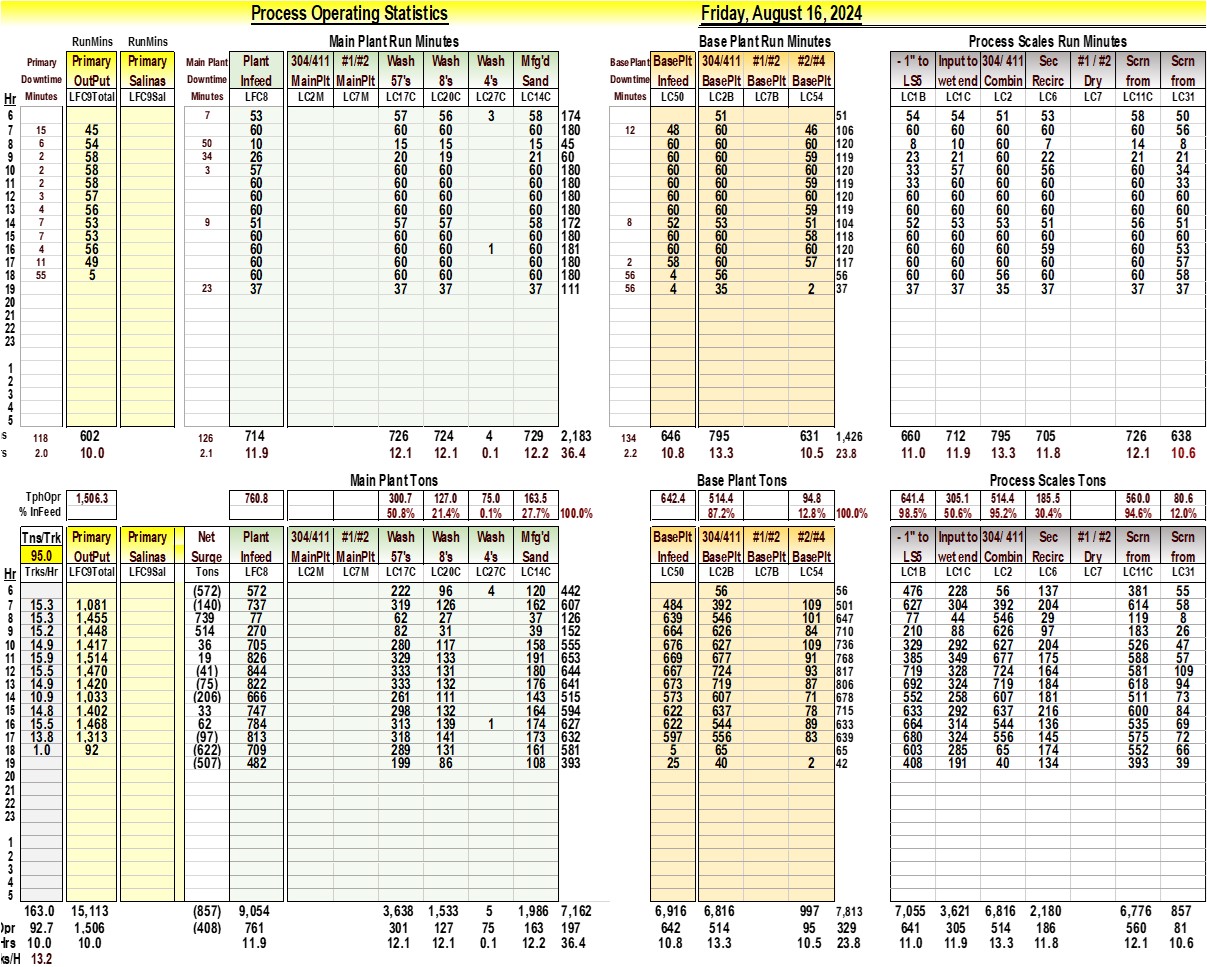 Process Operating Statistics Friday, August 16, 2024
RunMins RunMins Main Plant Run Minutes Base Plant Run Minutes Process Scales Run Minutes
Primary Primary Primary Main Plant Plant 304/411 #1/#2 Wash Wash Wash Mfg'd BasePlant BasePlt 304/411 #1/#2 #2/#4 - 1" to Input to 304/ 411 Sec #1 / #2 Scrn Scrn
Downtime OutPut Salinas Downtime Infeed MainPlt MainPlt 57's 8's 4's Sand Downtime Infeed BasePlt BasePlt BasePlt LS5 wet end Combin Recirc Dry from from
Hr Minutes LFC9Total LFC9Sal Minutes LFC8 LC2M LC7M LC17C LC20C LC27C LC14C Minutes LC50 LC2B LC7B LC54 LC1B LC1C LC2 LC6 LC7 LC11C LC31
6 7 53 57 56 3 58 174 51 51 54 54 51 53 58 50
7 15 45 60 60 60 60 180 12 48 60 46 106 60 60 60 60 60 56
8 6 54 50 10 15 15 15 45 60 60 60 120 8 10 60 7 14 8
9 2 58 34 26 20 19 21 60 60 60 59 119 23 21 60 22 21 21
10 2 58 3 57 60 60 60 180 60 60 60 120 33 57 60 56 60 34
11 2 58 60 60 60 60 180 60 60 59 119 33 60 60 60 60 33
12 3 57 60 60 60 60 180 60 60 60 120 60 60 60 60 60 60
13 4 56 60 60 60 60 180 60 60 59 119 60 60 60 60 60 60
14 7 53 9 51 57 57 58 172 8 52 53 51 104 52 53 53 51 56 51
15 7 53 60 60 60 60 180 60 60 58 118 60 60 60 60 60 60
16 4 56 60 60 60 1 60 181 60 60 60 120 60 60 60 59 60 53
17 11 49 60 60 60 60 180 2 58 60 57 117 60 60 60 60 60 57
18 55 5 60 60 60 60 180 56 4 56 56 60 60 56 60 60 58
19 23 37 37 37 37 111 56 4 35 2 37 37 37 35 37 37 37
20
21
22
23
1
2
3
4
5
s 118 602 126 714 726 724 4 729 2,183 134 646 795 631 1,426 660 712 795 705 726 638
s 2.0 10.0 2.1 11.9 12.1 12.1 0.1 12.2 36.4 2.2 10.8 13.3 10.5 23.8 11.0 11.9 13.3 11.8 12.1 10.6
Main Plant Tons Base Plant Tons Process Scales Tons
TphOpr 1,506.3 760.8 300.7 127.0 75.0 163.5 642.4 514.4 94.8 641.4 305.1 514.4 185.5 560.0 80.6
% InFeed 50.8% 21.4% 0.1% 27.7% 100.0% 87.2% 12.8% 100.0% 98.5% 50.6% 95.2% 30.4% 94.6% 12.0%
Tns/Trk Primary Primary Net Plant 304/411 #1/#2 Wash Wash Wash Mfg'd BasePlt 304/411 #1/#2 #2/#4 - 1" to Input to 304/ 411 Sec #1 / #2 Scrn Scrn
95.0 OutPut Salinas Surge Infeed MainPlt MainPlt 57's 8's 4's Sand Infeed BasePlt BasePlt BasePlt LS5 wet end Combin Recirc Dry from from
Hr Trks/Hr LFC9Total LFC9Sal Tons LFC8 LC2M LC7M LC17C LC20C LC27C LC14C LC50 LC2B LC7B LC54 LC1B LC1C LC2 LC6 LC7 LC11C LC31
6 (572) 572 222 96 4 120 442 56 56 476 228 56 137 381 55
7 15.3 1,081 (140) 737 319 126 162 607 484 392 109 501 627 304 392 204 614 58
8 15.3 1,455 739 77 62 27 37 126 639 546 101 647 77 44 546 29 119 8
9 15.2 1,448 514 270 82 31 39 152 664 626 84 710 210 88 626 97 183 26
10 14.9 1,417 36 705 280 117 158 555 676 627 109 736 329 292 627 204 526 47
11 15.9 1,514 19 826 329 133 191 653 669 677 91 768 385 349 677 175 588 57
12 15.5 1,470 (41) 844 333 131 180 644 667 724 93 817 719 328 724 164 581 109
13 14.9 1,420 (75) 822 333 132 176 641 673 719 87 806 692 324 719 184 618 94
14 10.9 1,033 (206) 666 261 111 143 515 573 607 71 678 552 258 607 181 511 73
15 14.8 1,402 33 747 298 132 164 594 622 637 78 715 633 292 637 216 600 84
16 15.5 1,468 62 784 313 139 1 174 627 622 544 89 633 664 314 544 136 535 69
17 13.8 1,313 (97) 813 318 141 173 632 597 556 83 639 680 324 556 145 575 72
18 1.0 92 (622) 709 289 131 161 581 5 65 65 603 285 65 174 552 66
19 (507) 482 199 86 108 393 25 40 2 42 408 191 40 134 393 39
20
21
22
23
1
2
3
4
5
163.0 15,113 (857) 9,054 3,638 1,533 5 1,986 7,162 6,916 6,816 997 7,813 7,055 3,621 6,816 2,180 6,776 857
Opr 92.7 1,506 (408) 761 301 127 75 163 197 642 514 95 329 641 305 514 186 560 81
Hrs 10.0 10.0 11.9 12.1 12.1 0.1 12.2 36.4 10.8 13.3 10.5 23.8 11.0 11.9 13.3 11.8 12.1 10.6
ks/H 13.2